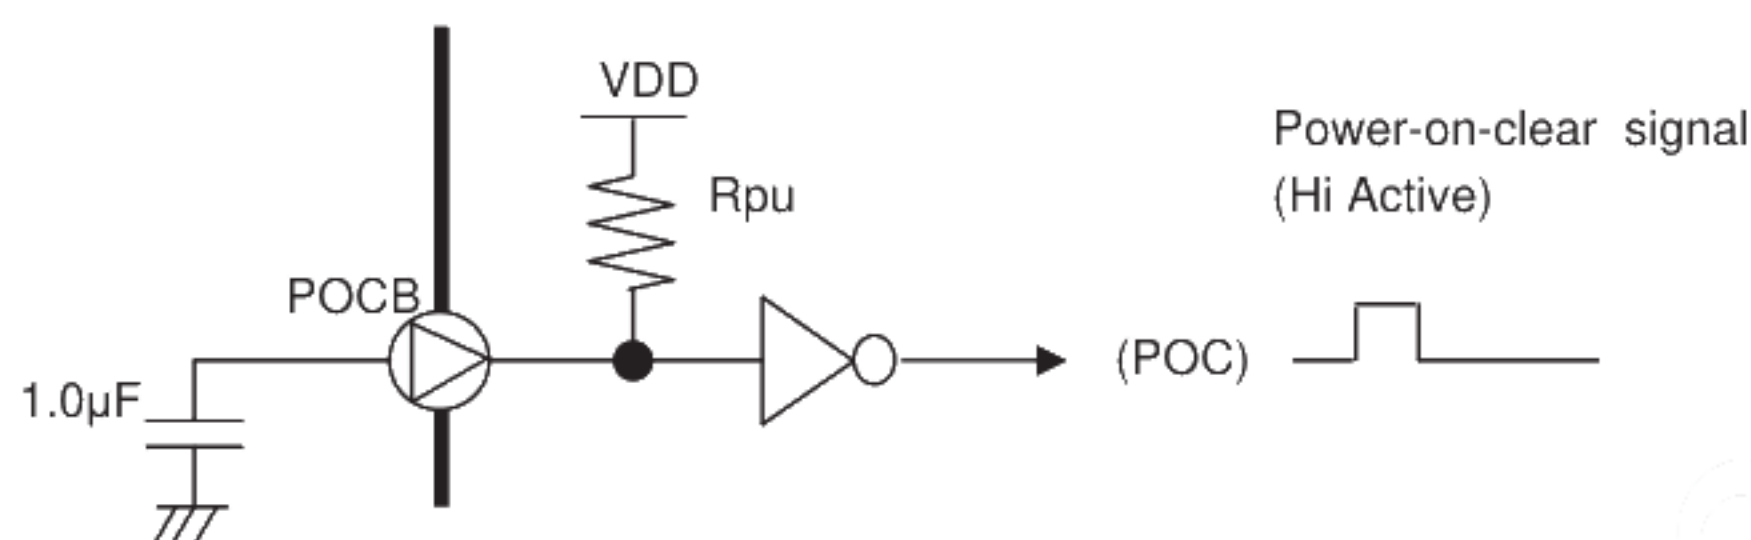 VDD
Power-on-clear signal
Rpu
(Hi Active)
POCB
(POC)
1.0µF